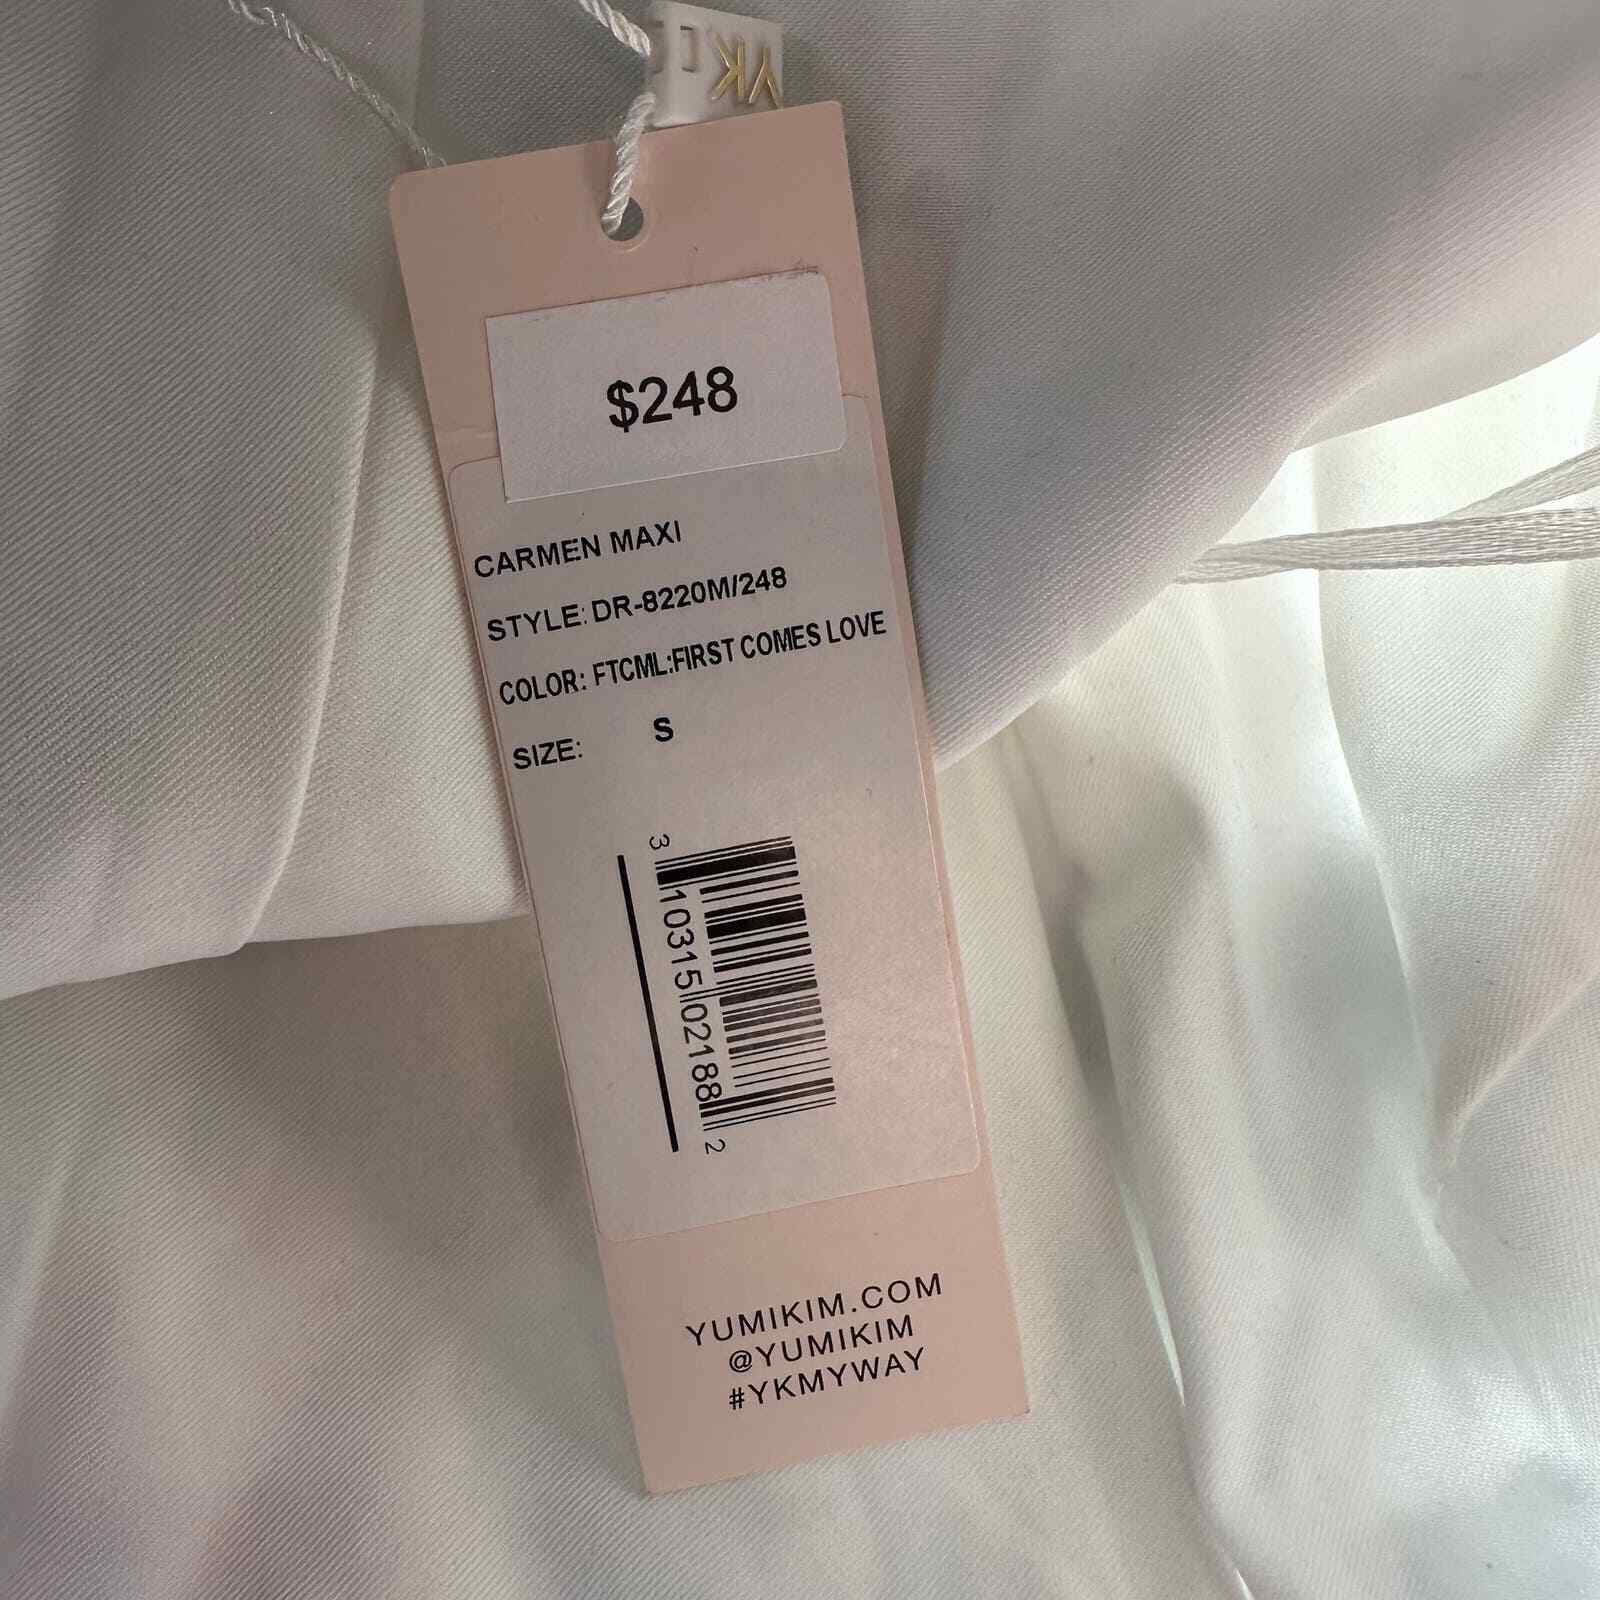 YK
$248
CARMEN MAXI
STYLE: DR-8220M/248
COLOR: FTCML:FIRST COMES LOVE
SIZE: S
3 10315 02188 2
YUMIKIM.COM
@YUMIKIM
#YKMYWAY